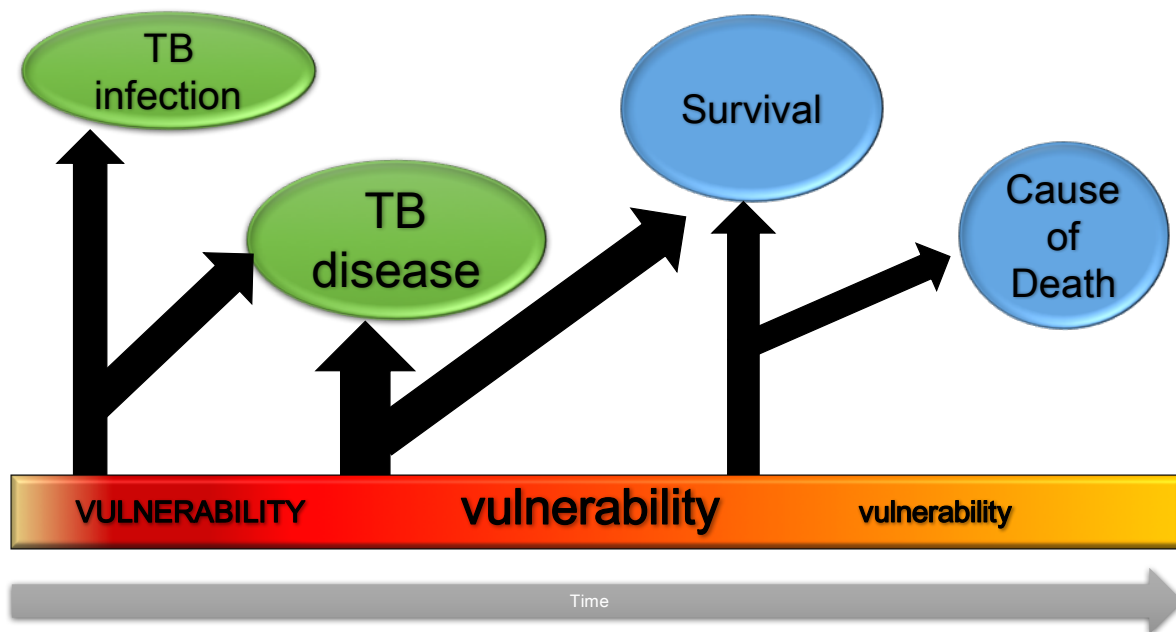 TB
infection
TB
disease
Survival
Cause
of
Death
VULNERABILITY
vulnerability
vulnerability
Time